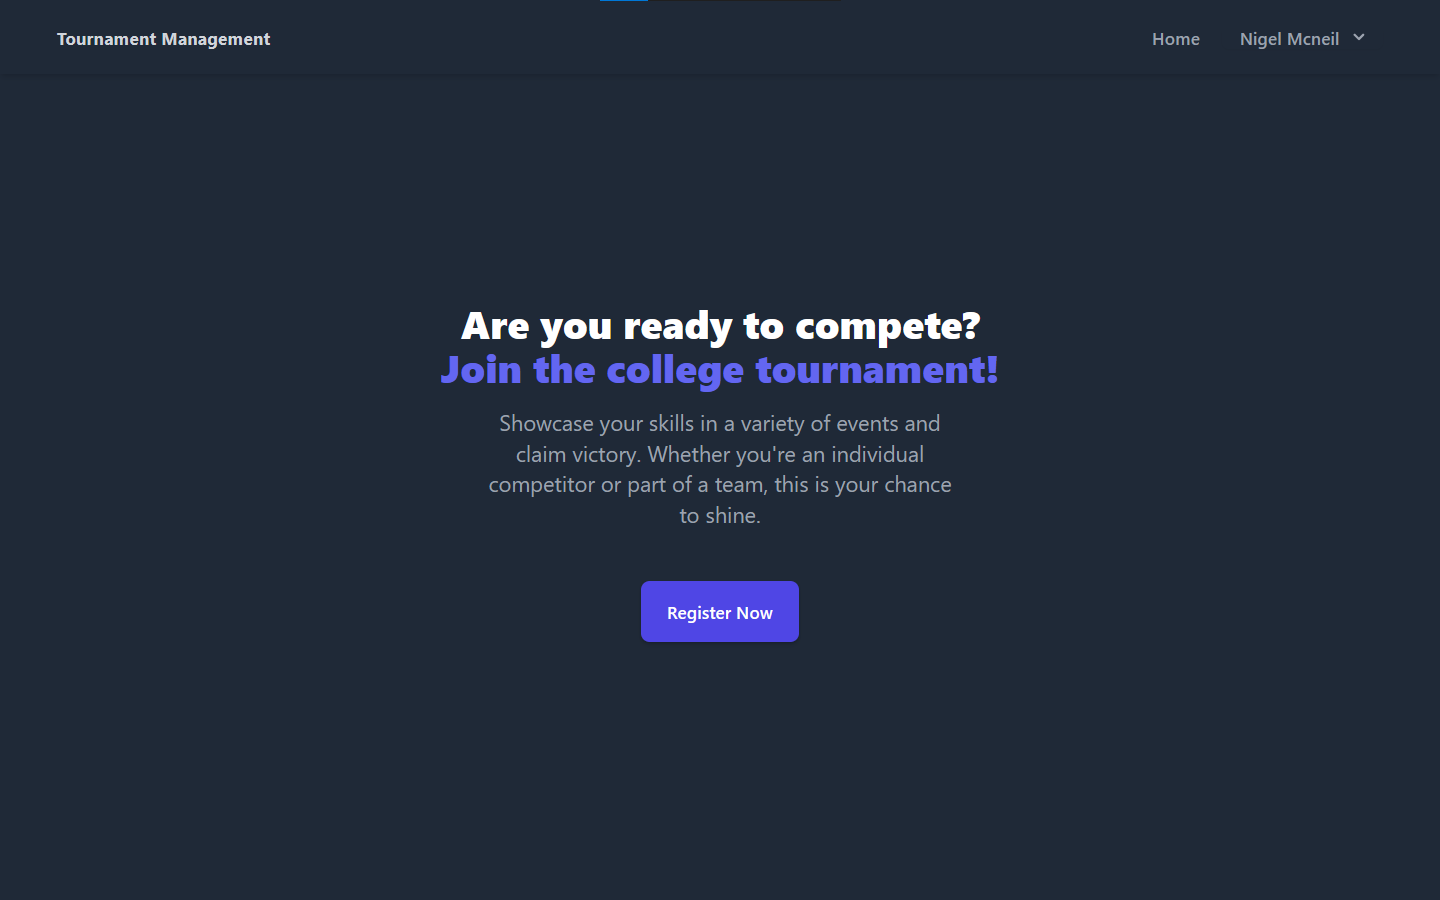 Tournament Management
Home
Nigel Mcneil
Are you ready to compete?
Join the college tournament!
Showcase your skills in a variety of events and
claim victory. Whether you're an individual
competitor or part of a team, this is your chance
to shine.
Register Now